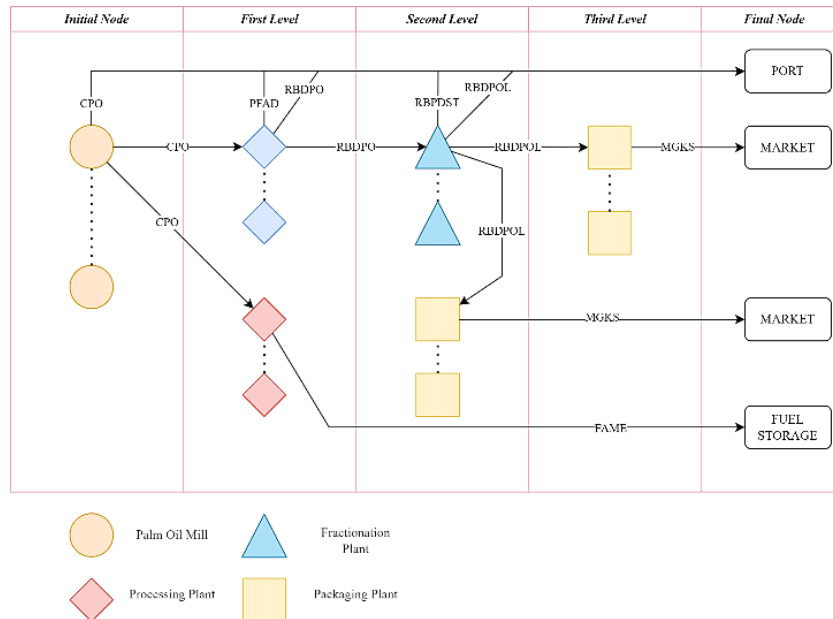 Initial Node
First Level
Second Level
Third Level
Final Node
PORT
CPO
PFAD
RBDPO
RBPDST
RBDPOL
CPO
RBDPO
RBDPOL
MGKS
MARKET
CPO
RBDPOL
MGKS
MARKET
FAME
FUEL
STORAGE
Palm Oil Mill
Fractionation
Plant
Processing Plant
Packaging Plant